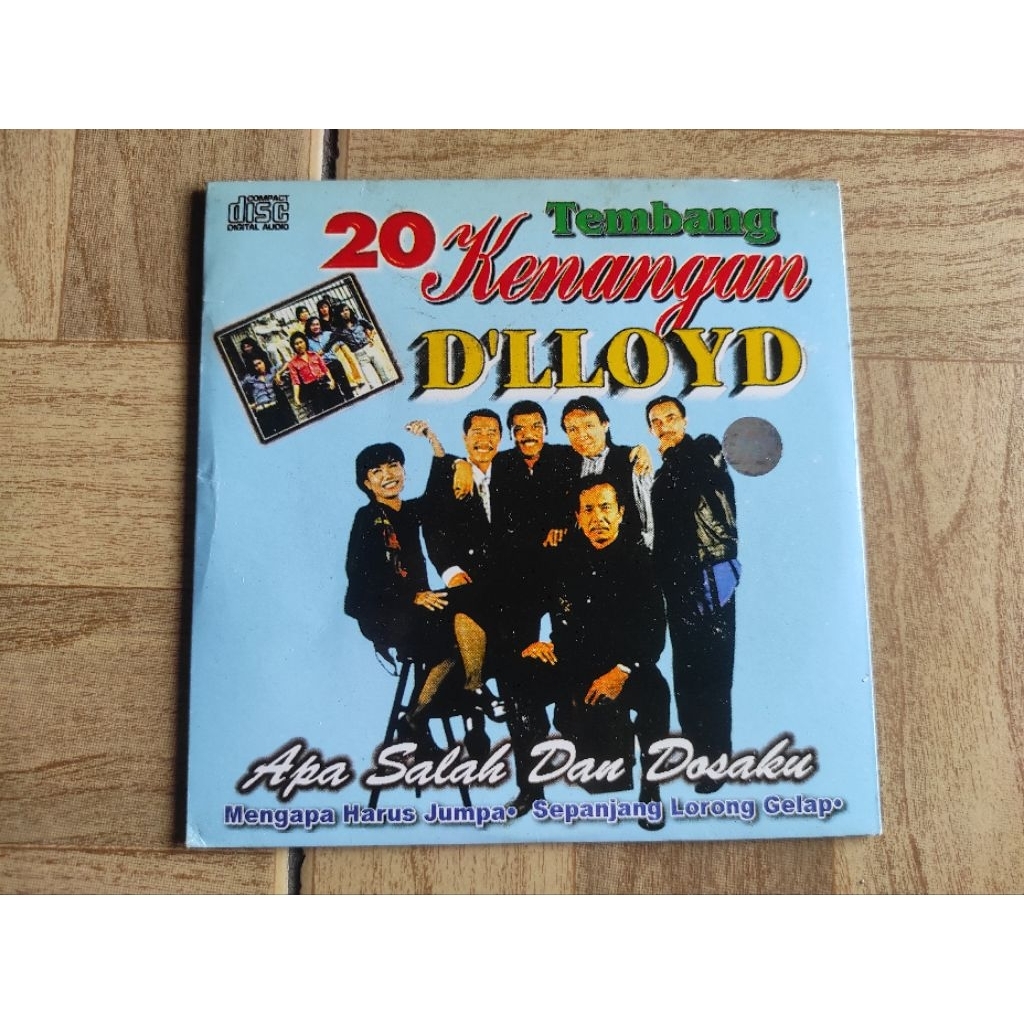 COMPACT
disc
DIGITAL AUDIO
20 Tembang
Kenangan
D'LLOYD
Apa Salah Dan Dosaku
Mengapa Harus Jumpa• Sepanjang Lorong Gelap•